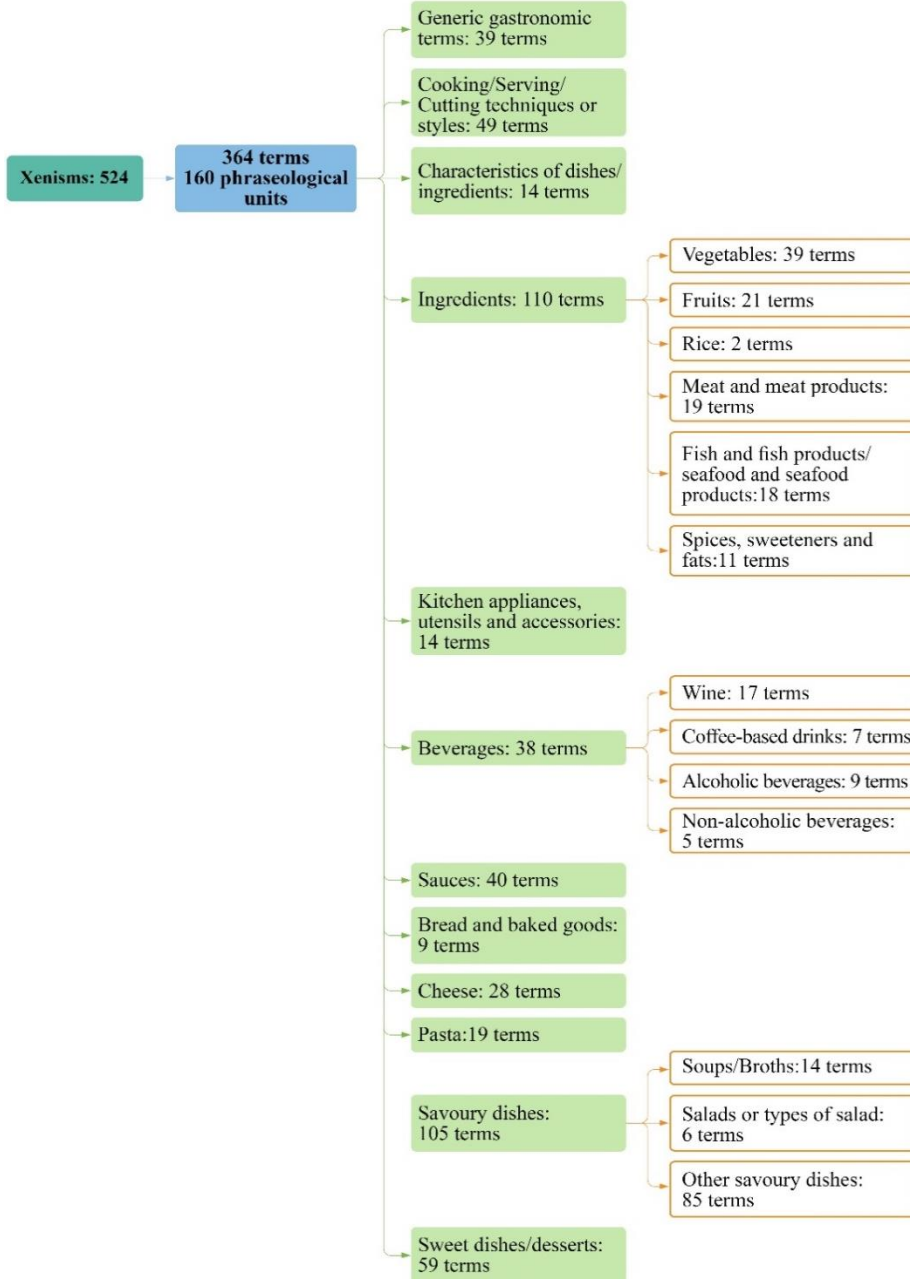 Xenisms: 524
364 terms
160 phraseological
units
Generic gastronomic
terms: 39 terms
Cooking/Serving/
Cutting techniques or
styles: 49 terms
Characteristics of dishes/
ingredients: 14 terms
Ingredients: 110 terms
Vegetables: 39 terms
Fruits: 21 terms
Rice: 2 terms
Meat and meat products:
19 terms
Fish and fish products/
seafood and seafood
products:18 terms
Spices, sweeteners and
fats:11 terms
Kitchen appliances,
utensils and accessories:
14 terms
Beverages: 38 terms
Wine: 17 terms
Coffee-based drinks: 7 terms
Alcoholic beverages: 9 terms
Non-alcoholic beverages:
5 terms
Sauces: 40 terms
Bread and baked goods:
9 terms
Cheese: 28 terms
Pasta:19 terms
Savoury dishes:
105 terms
Soups/Broths:14 terms
Salads or types of salad:
6 terms
Other savoury dishes:
85 terms
Sweet dishes/desserts:
59 terms